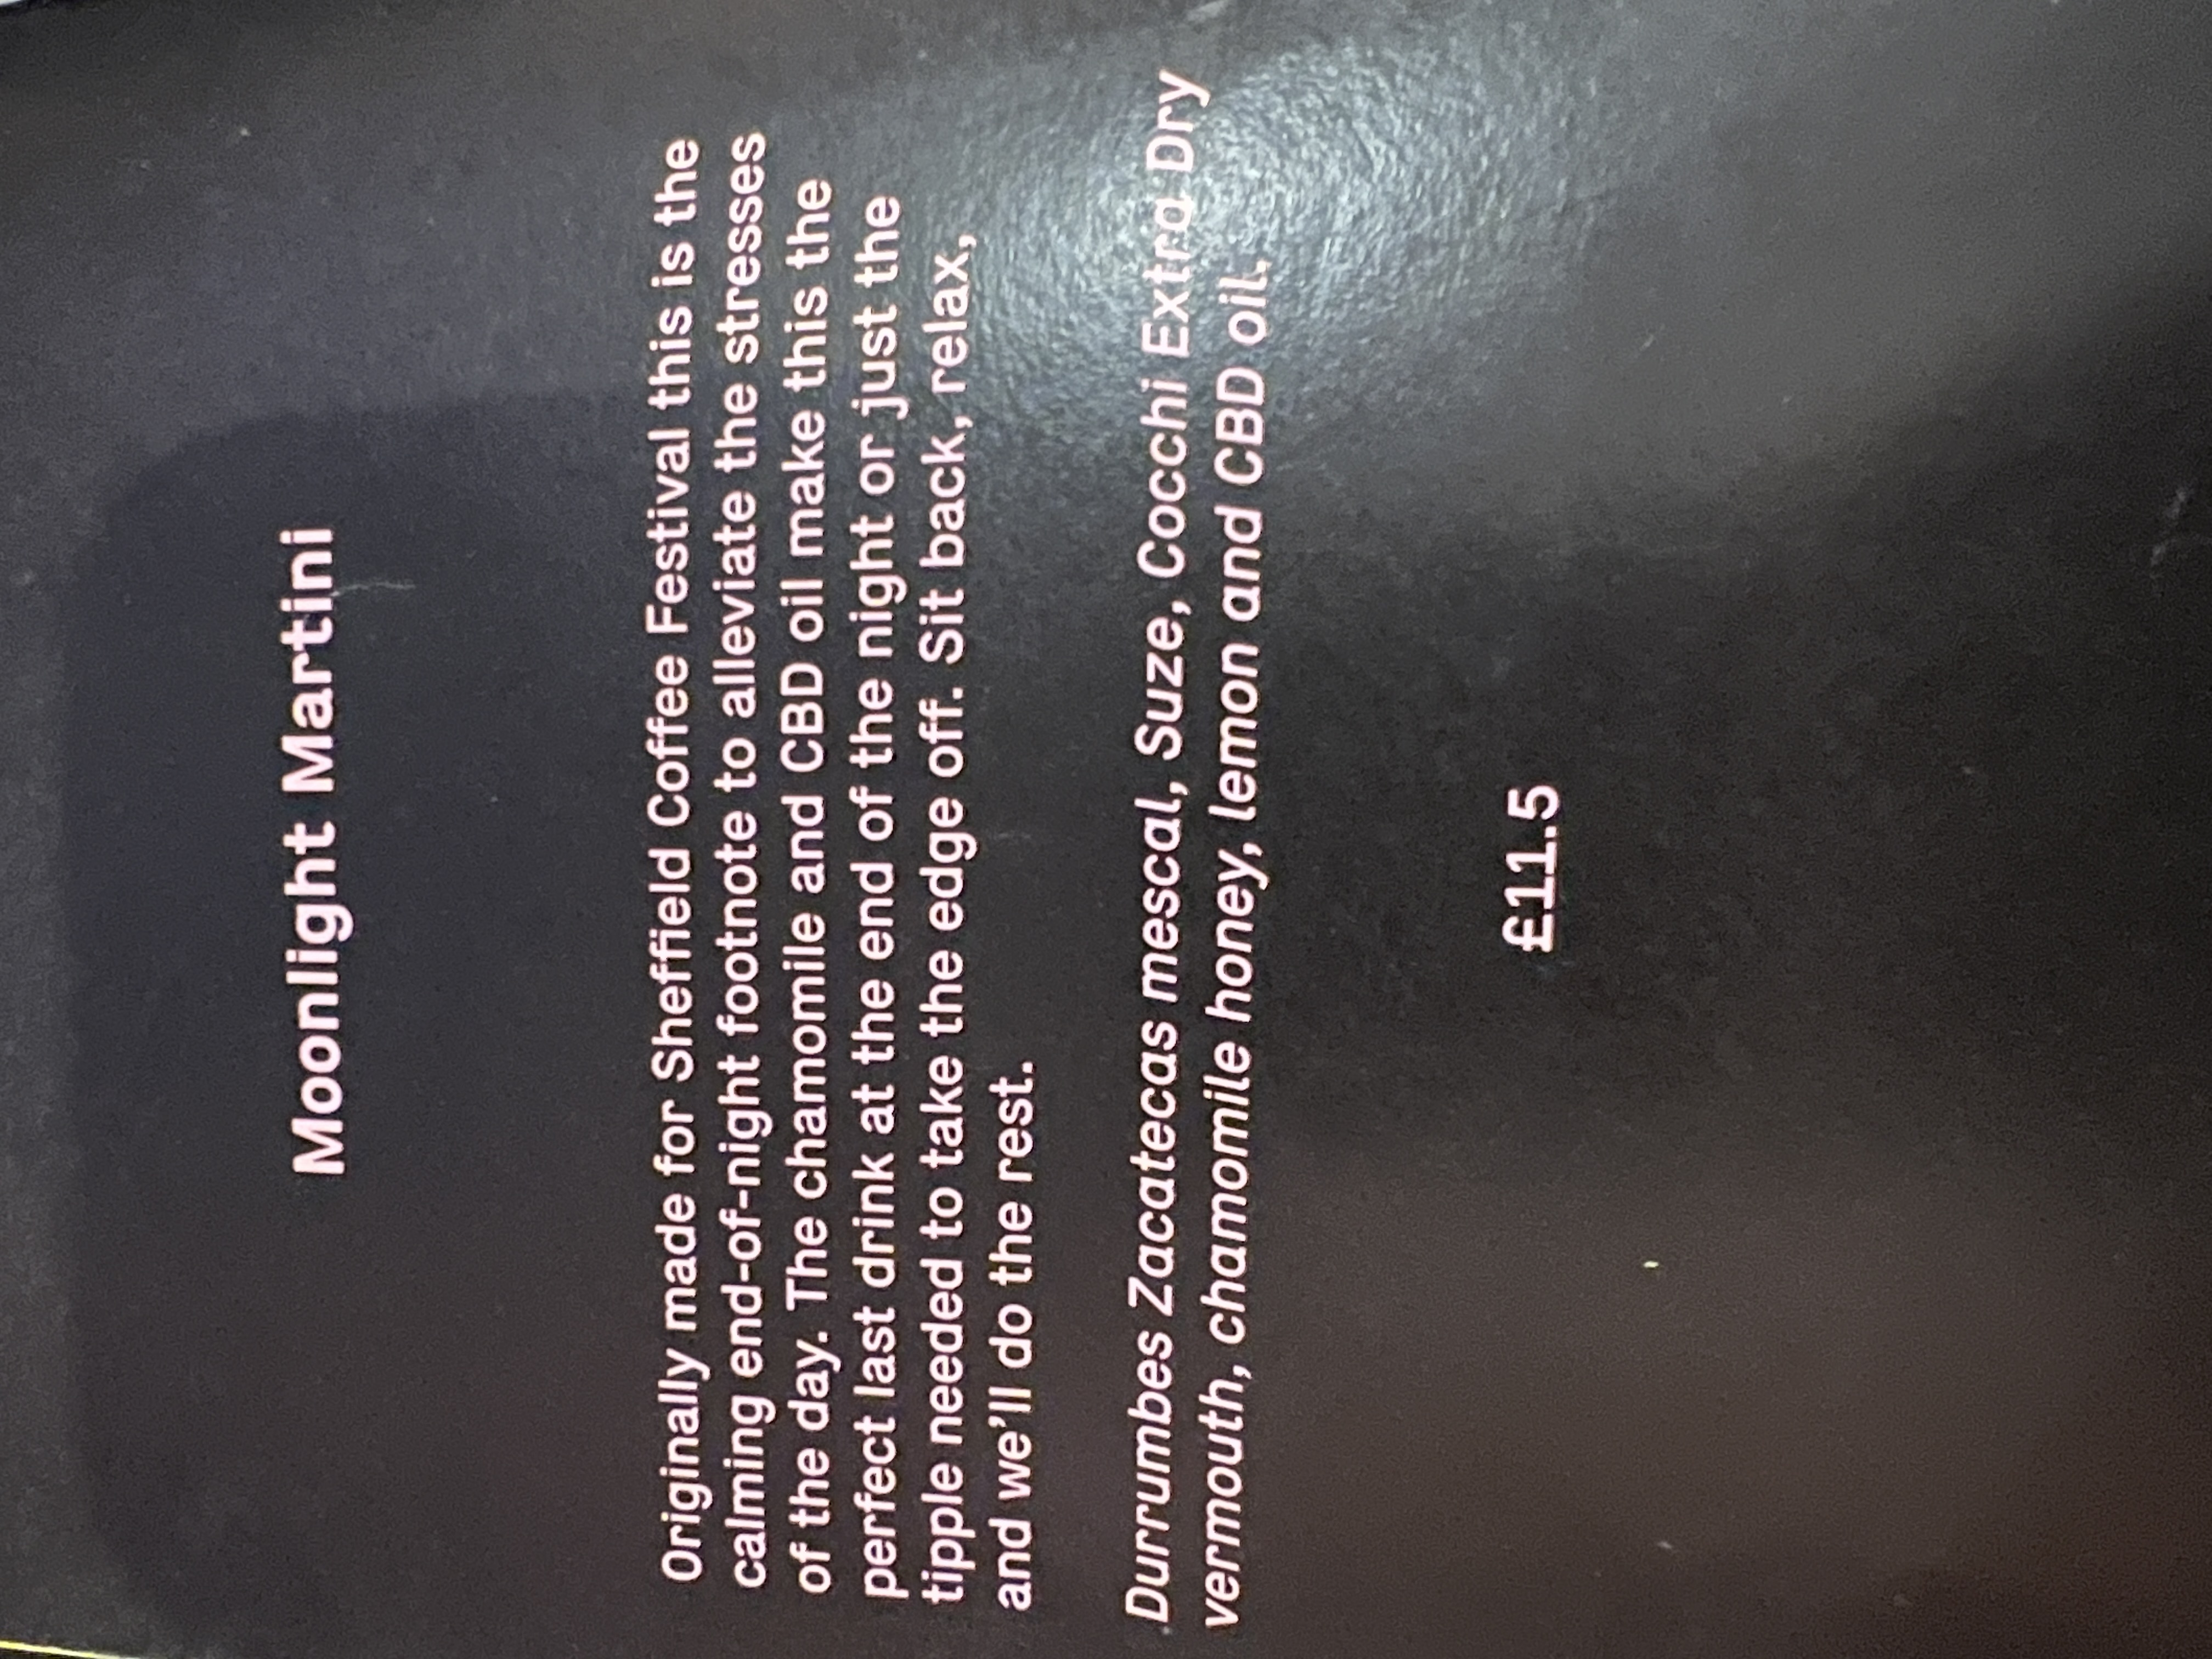 Moonlight Martini
Originally made for Sheffield Coffee Festival this is the
calming end-of-night footnote to alleviate the stresses
of the day. The chamomile and CBD oil make this the
perfect last drink at the end of the night or just the
tipple needed to take the edge off. Sit back, relax,
and we'll do the rest.
Durrumbes Zacatecas mescal, Suze, Cocchi Extra Dry
vermouth, chamomile honey, lemon and CBD oil.
£11.5